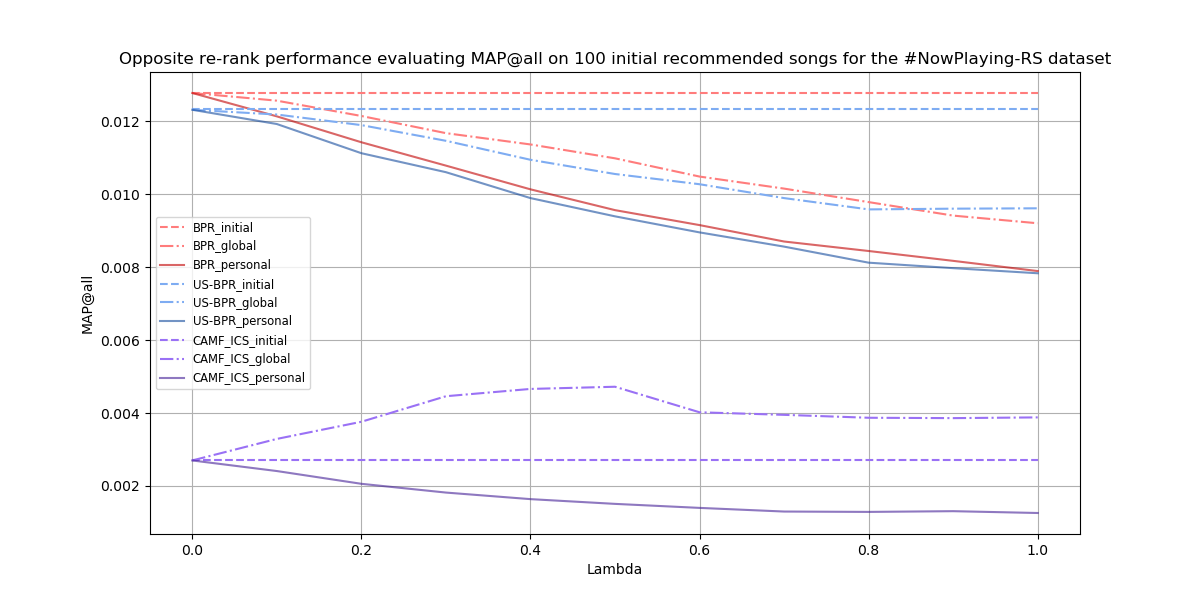 Opposite re-rank performance evaluating MAP@all on 100 initial recommended songs for the #NowPlaying-RS dataset
0.012
0.010
0.008
0.006
0.004
0.002
MAP@all
BPR_initial
BPR_global
BPR_personal
US-BPR_initial
US-BPR_global
US-BPR_personal
CAMF_ICS_initial
CAMF_ICS_global
CAMF_ICS_personal
0.0 0.2 0.4 0.6 0.8 1.0
Lambda